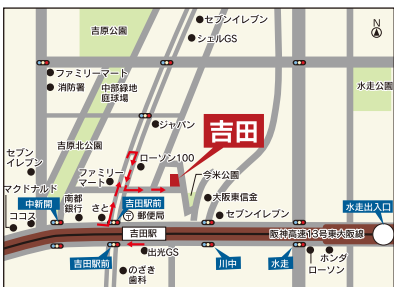 セブンイレブン
N
吉原公園
シェルGS
ファミリーマート
消防署
中部緑地
庭球場
水走公園
ジャパン
吉田
吉原北公園
ローソン100
セブン
イレブン
ファミリー
マート
今米公園
マクドナルド
中新開
南都
銀行
さと
吉田駅前
〒郵便局
大阪東信金
セブンイレブン
水走出入口
ココス
吉田駅
阪神高速13号東大阪線
吉田駅前
出光GS
川中
水走
ホンダ
ローソン
のざき
歯科